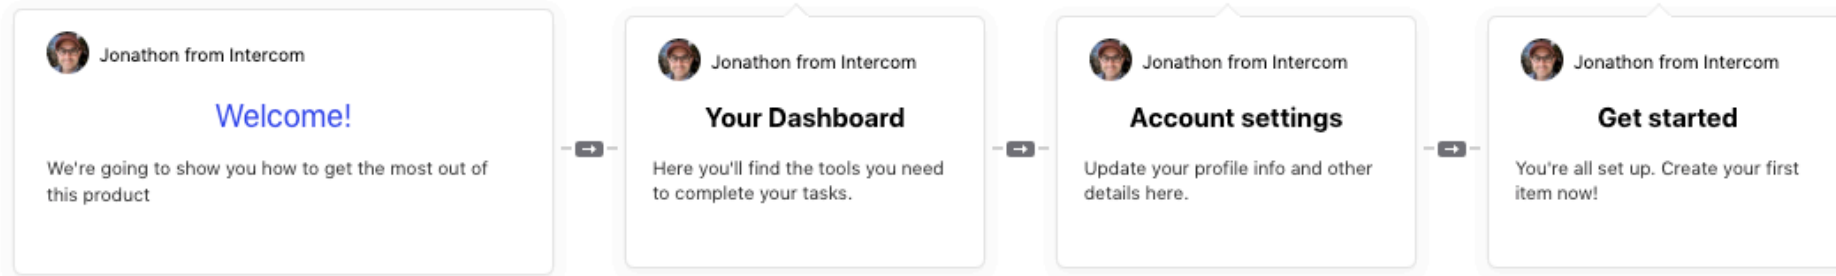 Jonathon from Intercom
Welcome!
We're going to show you how to get the most out of
this product
Jonathon from Intercom
Your Dashboard
Here you'll find the tools you need
to complete your tasks.
Jonathon from Intercom
Account settings
Update your profile info and other
details here.
Jonathon from Intercom
Get started
You're all set up. Create your first
item now!